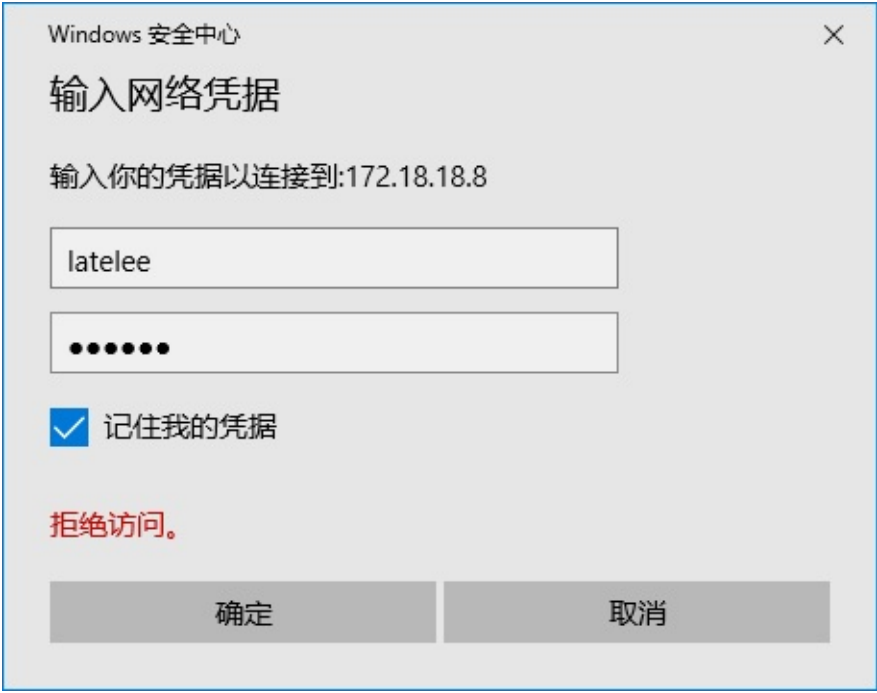 Windows 安全中心
输入网络凭据
输入你的凭据以连接到:172.18.18.8
latelee
••••••
记住我的凭据
拒绝访问。
确定
取消